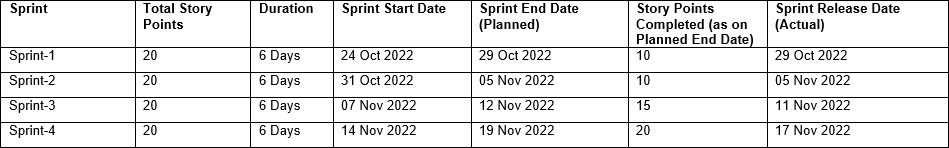 Sprint Total Story Points Duration Sprint Start Date Sprint End Date (Planned) Story Points Completed (as on Planned End Date) Sprint Release Date (Actual)
Sprint-1 20 6 Days 24 Oct 2022 29 Oct 2022 10 29 Oct 2022
Sprint-2 20 6 Days 31 Oct 2022 05 Nov 2022 10 05 Nov 2022
Sprint-3 20 6 Days 07 Nov 2022 12 Nov 2022 15 11 Nov 2022
Sprint-4 20 6 Days 14 Nov 2022 19 Nov 2022 20 17 Nov 2022